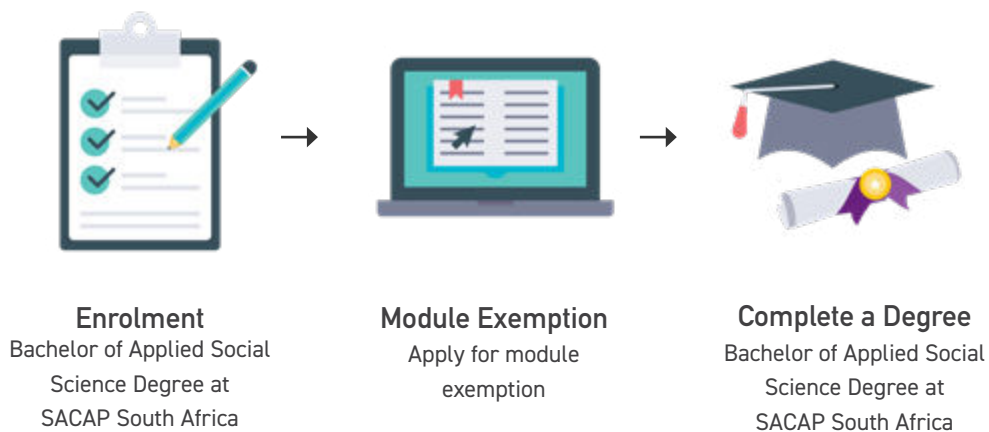 Enrolment
Bachelor of Applied Social
Science Degree at
SACAP South Africa
Module Exemption
Apply for module
exemption
Complete a Degree
Bachelor of Applied Social
Science Degree at
SACAP South Africa